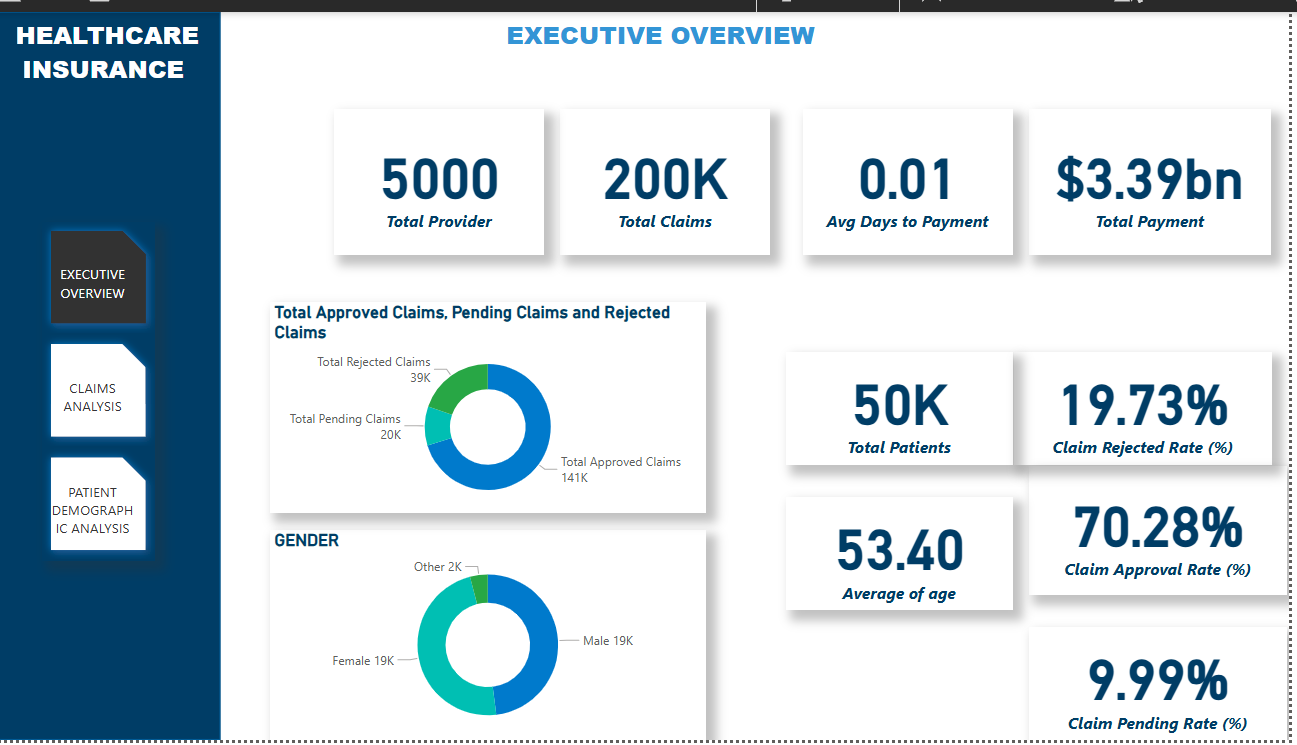 HEALTHCARE
INSURANCE
EXECUTIVE OVERVIEW
5000
Total Provider
200K
Total Claims
0.01
Avg Days to Payment
$3.39bn
Total Payment
EXECUTIVE
OVERVIEW
CLAIMS
ANALYSIS
PATIENT
DEMOGRAPH
IC ANALYSIS
Total Approved Claims, Pending Claims and Rejected
Claims
Total Rejected Claims
39K
Total Pending Claims
20K
Total Approved Claims
141K
GENDER
Other 2K
Female 19K
Male 19K
50K
Total Patients
19.73%
Claim Rejected Rate (%)
53.40
Average of age
70.28%
Claim Approval Rate (%)
9.99%
Claim Pending Rate (%)